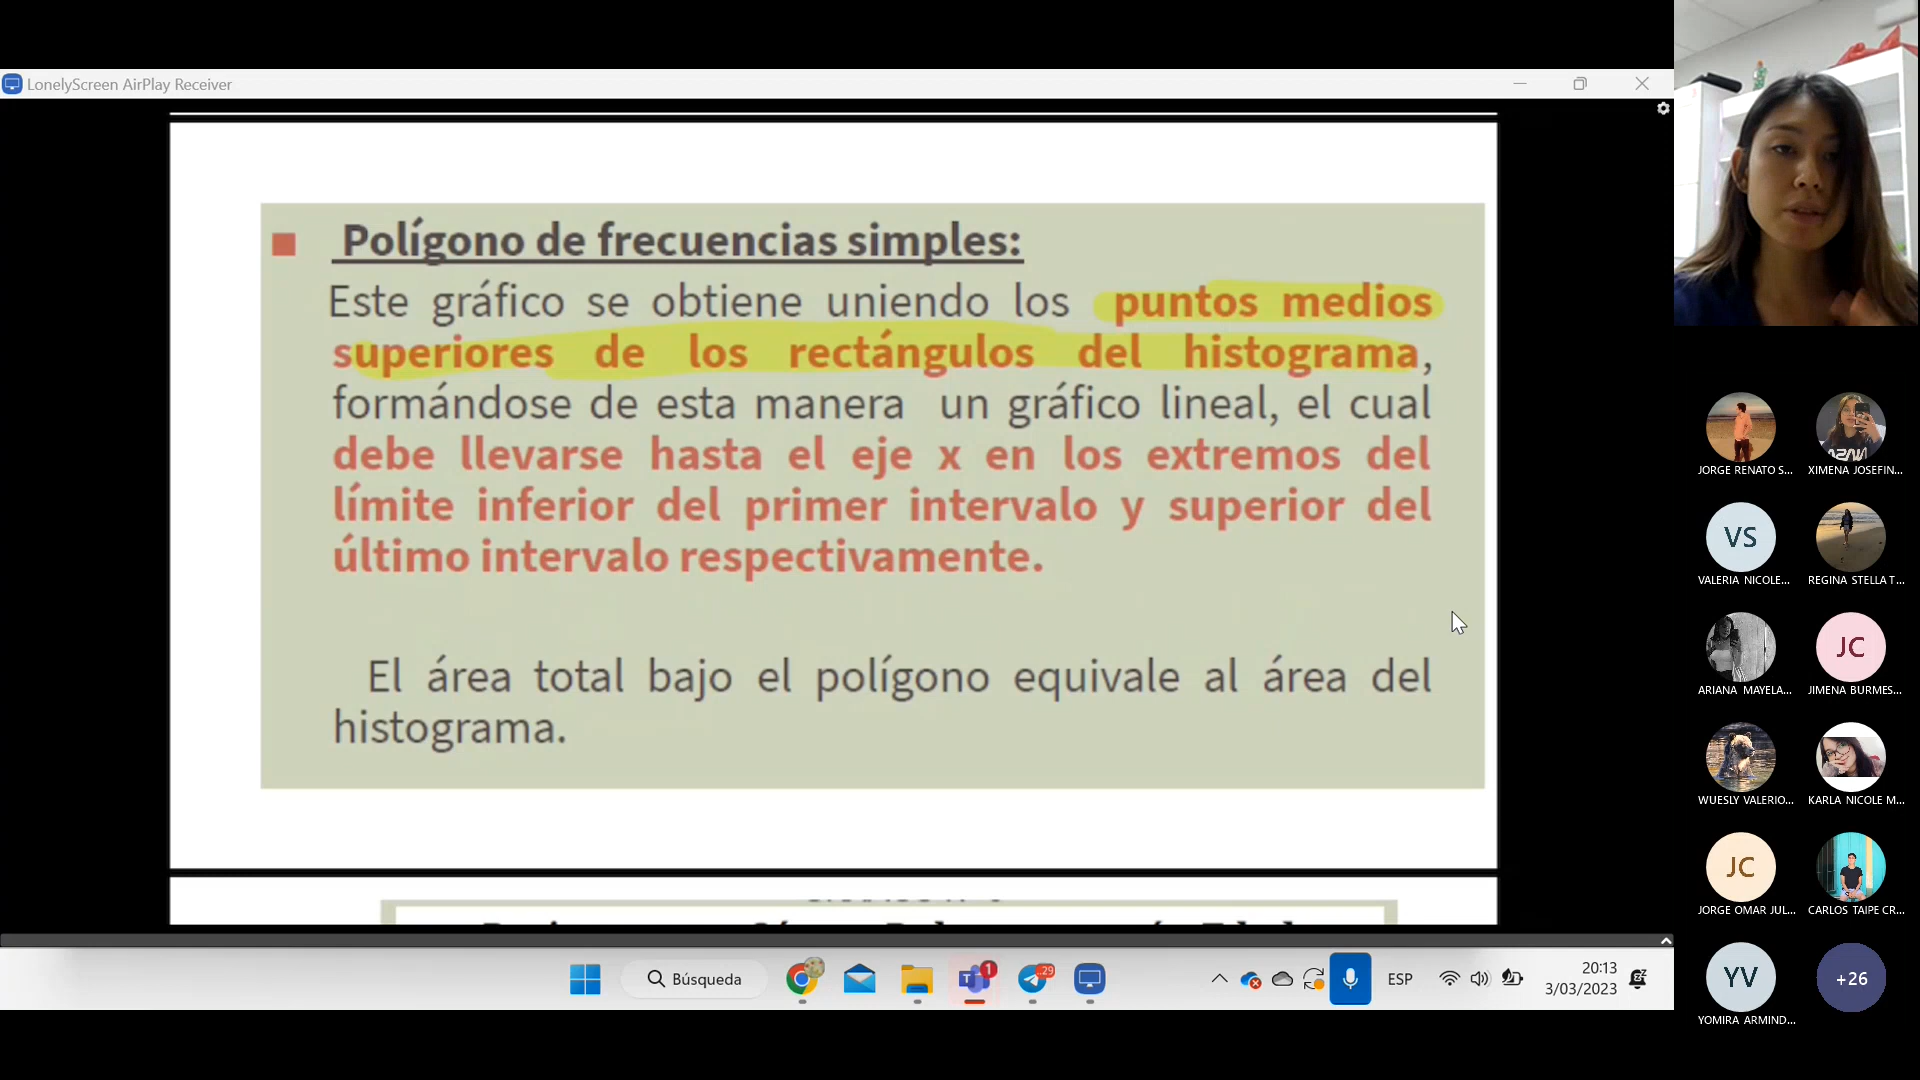 LonelyScreen AirPlay Receiver
Polígono de frecuencias simples:
Este gráfico se obtiene uniendo los puntos medios
superiores de los rectángulos del histograma,
formándose de esta manera un gráfico lineal, el cual
debe llevarse hasta el eje x en los extremos del
límite inferior del primer intervalo y superior del
último intervalo respectivamente.
El área total bajo el polígono equivale al área del
histograma.
JORGE RENATO S...
XIMENA JOSEFIN...
VS
VALERIA NICOLE...
REGINA STELLA T...
ARIANA MAYELA...
JC
JIMENA BURMES...
WUESLY VALERIO...
KARLA NICOLE M...
JC
JORGE OMAR JUL...
CARLOS TAIPE CR...
YV
YOMIRA ARMIND...
+26
Búsqueda
1
29
ESP
20:13
3/03/2023